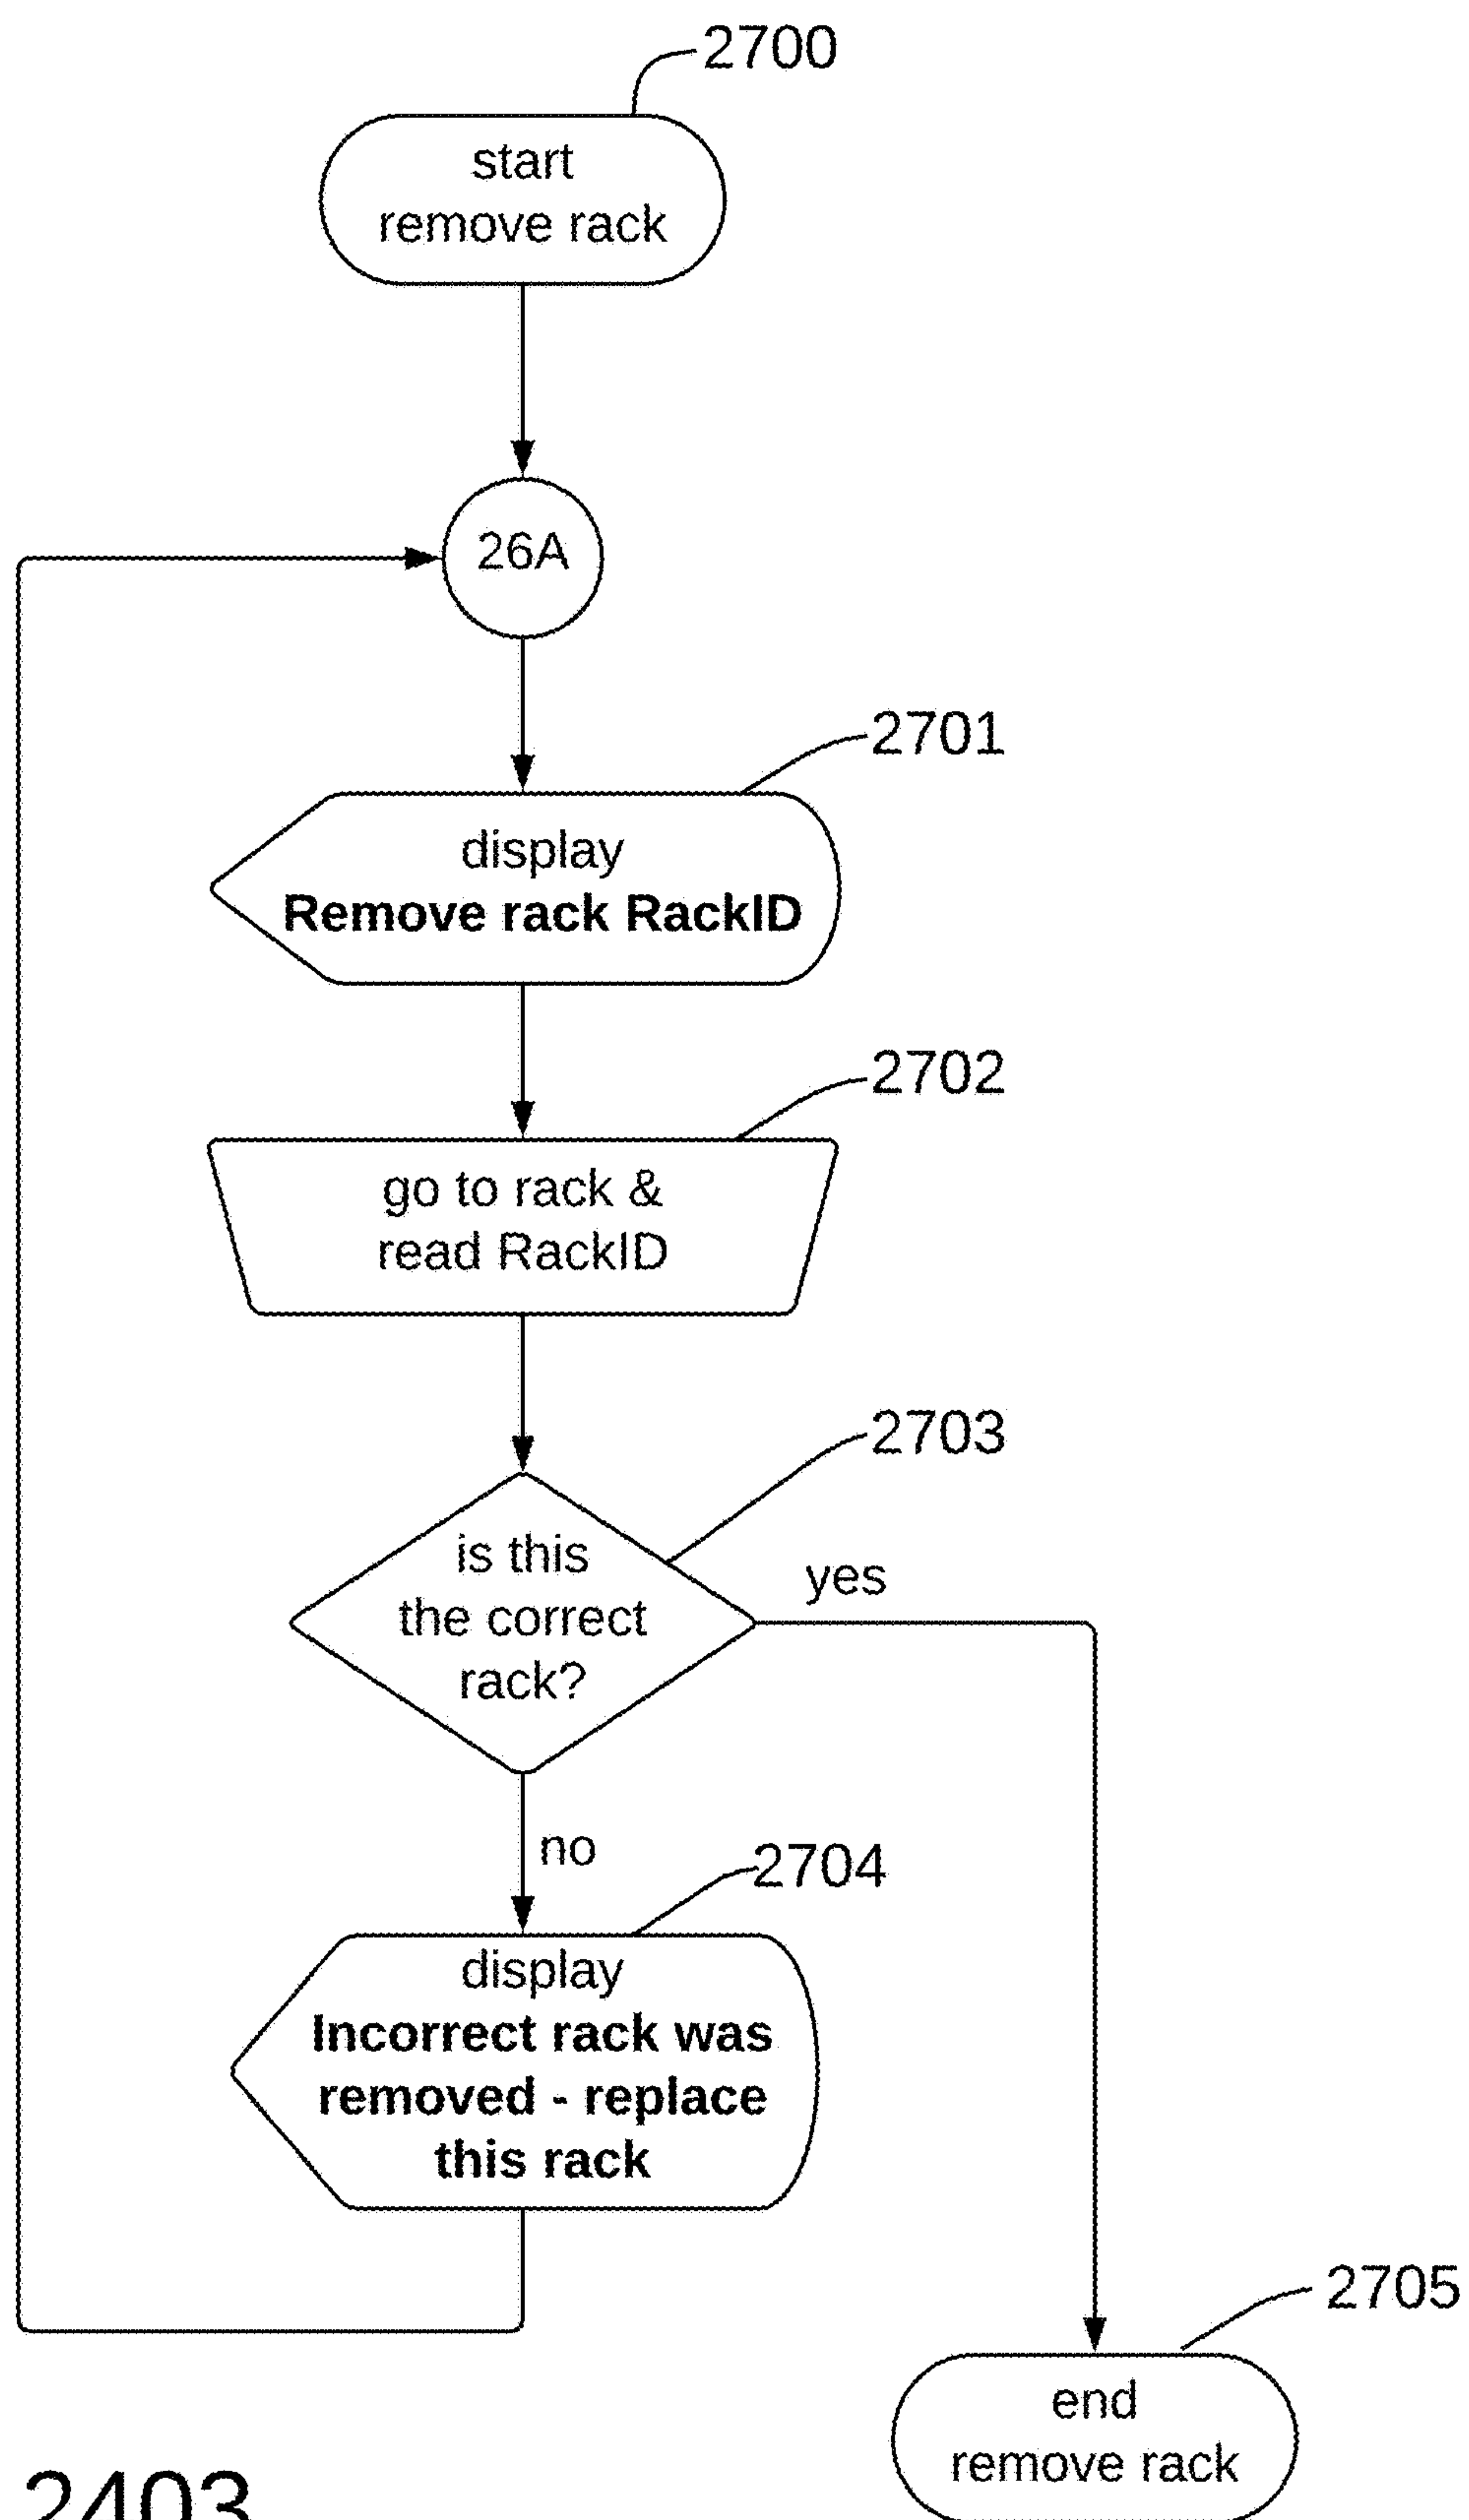 2700
start
remove rack
26A
2701
display
Remove rack RackID
2702
go to rack &
read RackID
2703
is this
the correct
rack?
yes
no
2704
display
Incorrect rack was
removed - replace
this rack
2705
end
remove rack
2403